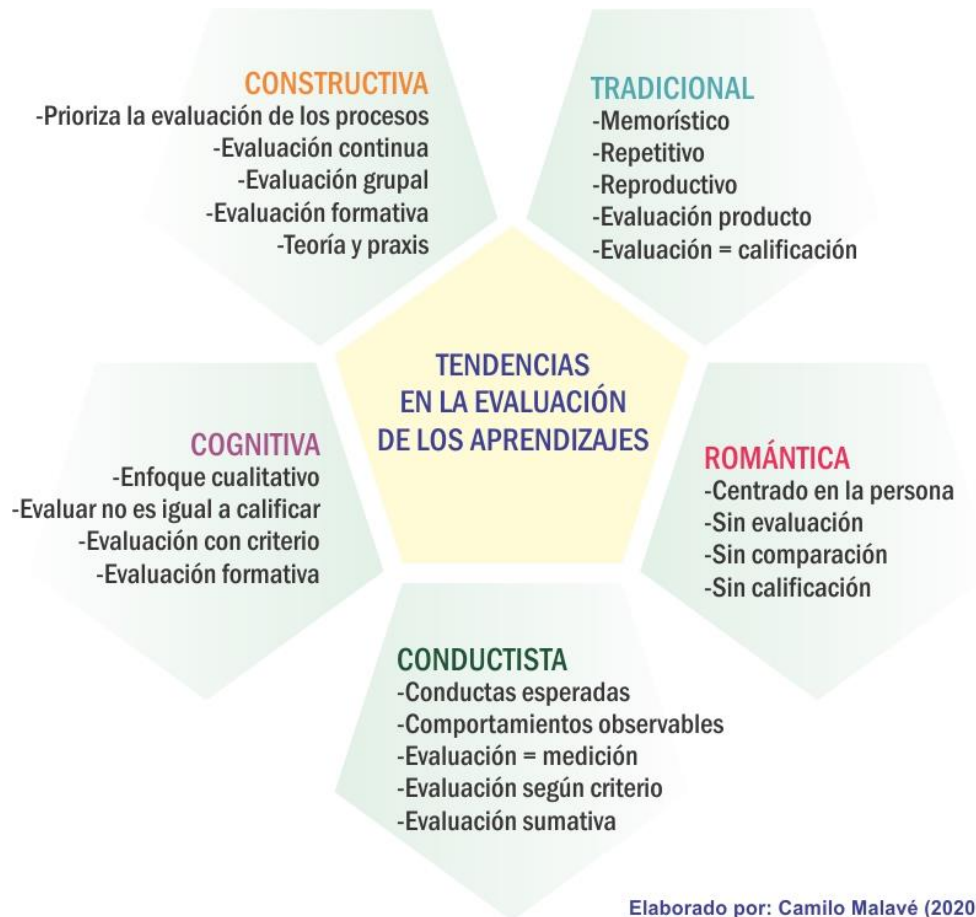 CONSTRUCTIVA
-Prioriza la evaluación de los procesos
-Evaluación continua
-Evaluación grupal
-Evaluación formativa
-Teoría y praxis
TRADICIONAL
-Memorístico
-Repetitivo
-Reproductivo
-Evaluación producto
-Evaluación = calificación
TENDENCIAS
EN LA EVALUACIÓN
DE LOS APRENDIZAJES
COGNITIVA
-Enfoque cualitativo
-Evaluar no es igual a calificar
-Evaluación con criterio
-Evaluación formativa
ROMÁNTICA
-Centrado en la persona
-Sin evaluación
-Sin comparación
-Sin calificación
CONDUCTISTA
-Conductas esperadas
-Comportamientos observables
-Evaluación = medición
-Evaluación según criterio
-Evaluación sumativa
Elaborado por: Camilo Malavé (2020